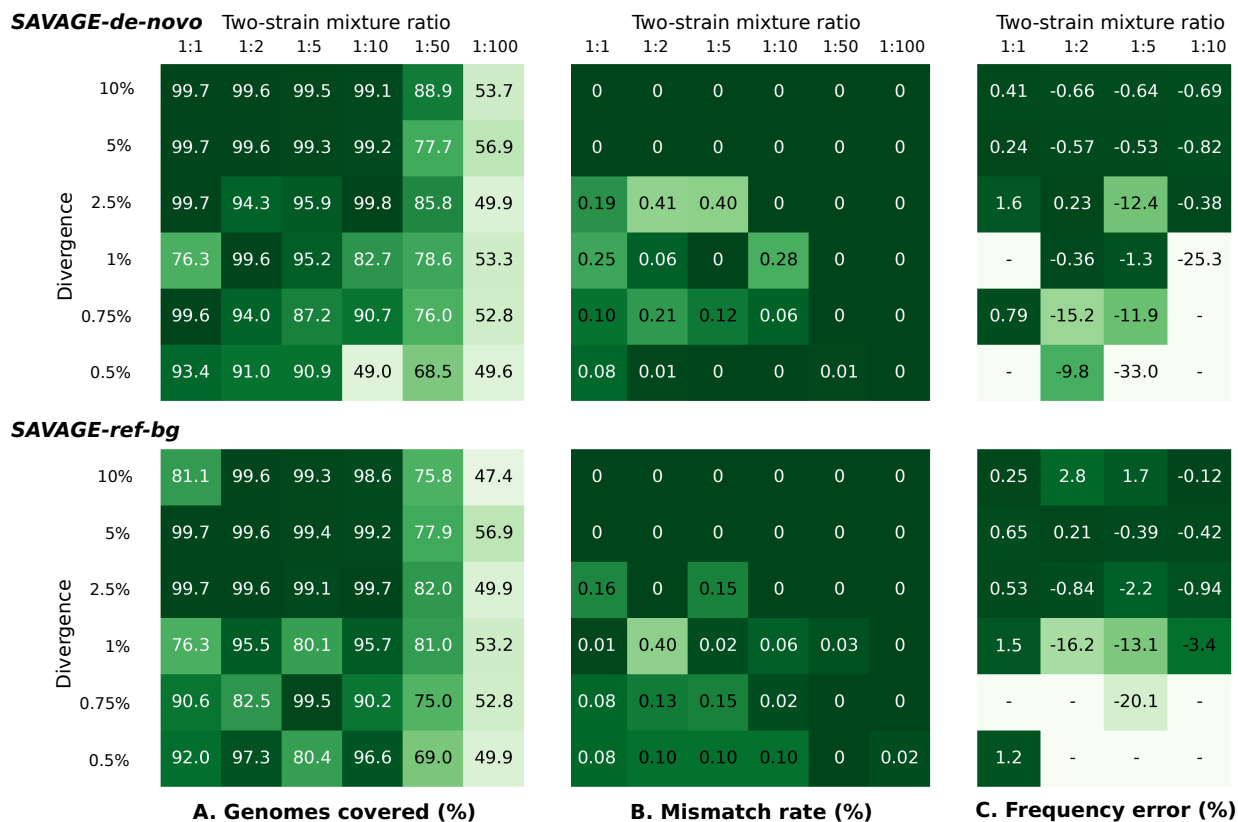 SAVAGE-de-novo Two-strain mixture ratio Two-strain mixture ratio Two-strain mixture ratio
1:1 1:2 1:5 1:10 1:50 1:100 1:1 1:2 1:5 1:10 1:50 1:100 1:1 1:2 1:5 1:10
10% 99.7 99.6 99.5 99.1 88.9 53.7 0 0 0 0 0 0 0.41 -0.66 -0.64 -0.69
5% 99.7 99.6 99.3 99.2 77.7 56.9 0 0 0 0 0 0 0.24 -0.57 -0.53 -0.82
Divergence
2.5% 99.7 94.3 95.9 99.8 85.8 49.9 0.19 0.41 0.40 0 0 0 1.6 0.23 -12.4 -0.38
1% 76.3 99.6 95.2 82.7 78.6 53.3 0.25 0.06 0 0.28 0 0 - -0.36 -1.3 -25.3
0.75% 99.6 94.0 87.2 90.7 76.0 52.8 0.10 0.21 0.12 0.06 0 0 0.79 -15.2 -11.9 -
0.5% 93.4 91.0 90.9 49.0 68.5 49.6 0.08 0.01 0 0 0.01 0 - -9.8 -33.0 -
SAVAGE-ref-bg
10% 81.1 99.6 99.3 98.6 75.8 47.4 0 0 0 0 0 0 0.25 2.8 1.7 -0.12
5% 99.7 99.6 99.4 99.2 77.9 56.9 0 0 0 0 0 0 0.65 0.21 -0.39 -0.42
Divergence
2.5% 99.7 99.6 99.1 99.7 82.0 49.9 0.16 0 0.15 0 0 0 0.53 -0.84 -2.2 -0.94
1% 76.3 95.5 80.1 95.7 81.0 53.2 0.01 0.40 0.02 0.06 0.03 0 1.5 -16.2 -13.1 -3.4
0.75% 90.6 82.5 99.5 90.2 75.0 52.8 0.08 0.13 0.15 0.02 0 0 - - -20.1 -
0.5% 92.0 97.3 80.4 96.6 69.0 49.9 0.08 0.10 0.10 0.10 0 0.02 1.2 - - -
A. Genomes covered (%) B. Mismatch rate (%) C. Frequency error (%)